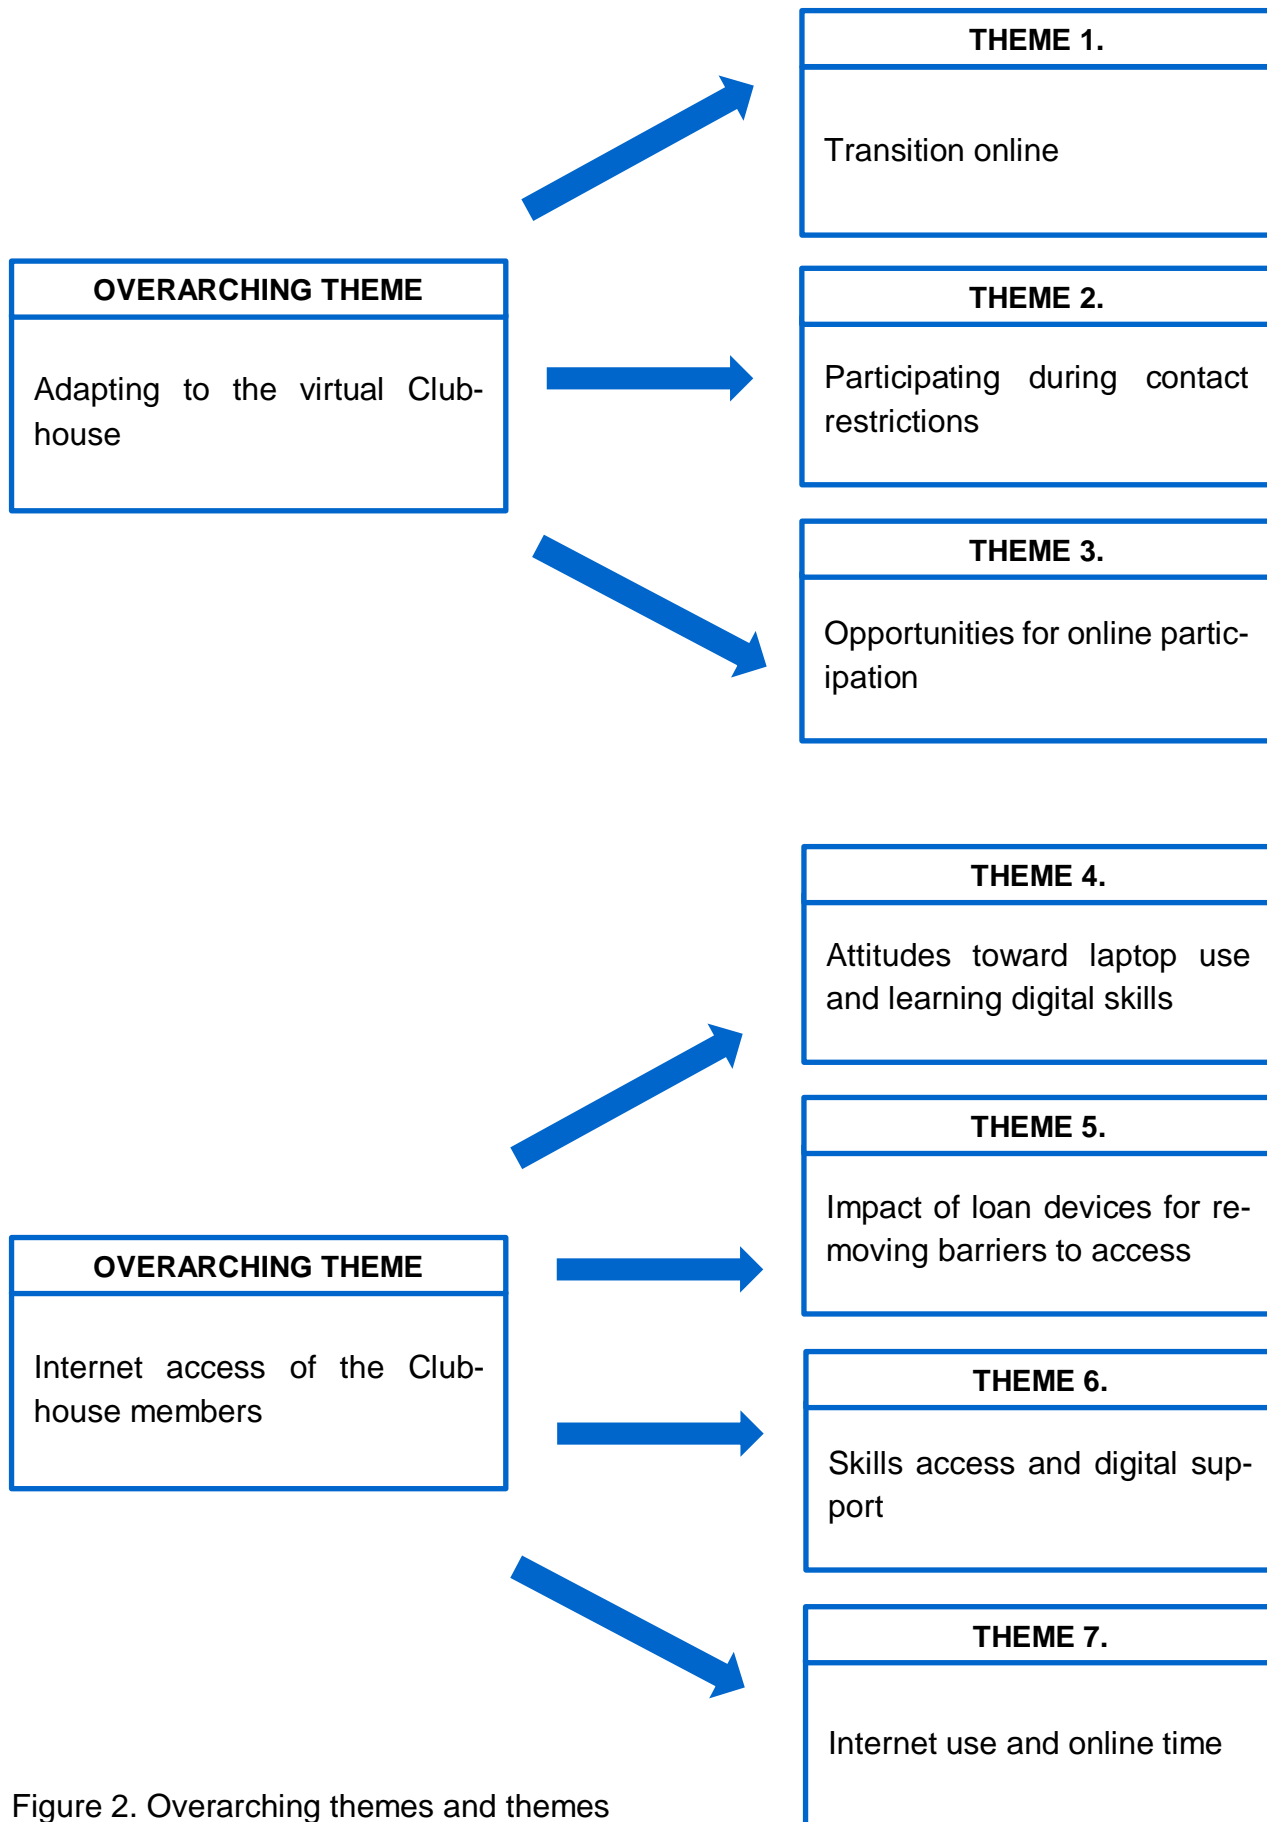 THEME 1.
Transition online
OVERARCHING THEME
Adapting to the virtual Club-
house
THEME 2.
Participating during contact
restrictions
THEME 3.
Opportunities for online partic-
ipation
THEME 4.
Attitudes toward laptop use
and learning digital skills
THEME 5.
Impact of loan devices for re-
moving barriers to access
OVERARCHING THEME
Internet access of the Club-
house members
THEME 6.
Skills access and digital sup-
port
THEME 7.
Internet use and online time
Figure 2. Overarching themes and themes